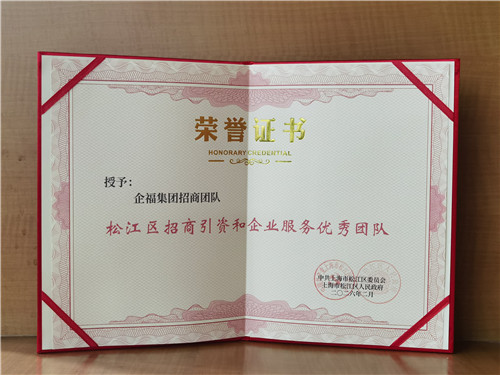 荣誉证书
HONORARY CREDENTIAL
授予：
企福集团招商团队
松江区招商引资和企业服务优秀团队
中共上海市松江区委员会
上海市松江区人民政府
二〇二六年二月